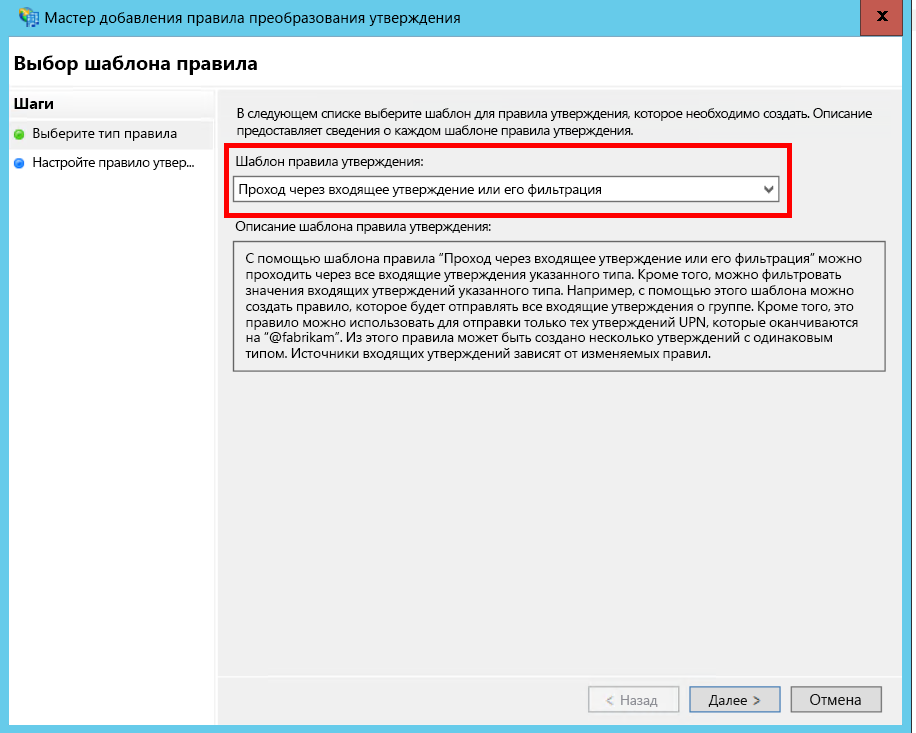 Мастер добавления правила преобразования утверждения
x
Выбор шаблона правила
Шаги
Выберите тип правила
Настройте правило утвер...
В следующем списке выберите шаблон для правила утверждения, которое необходимо создать. Описание
предоставляет сведения о каждом шаблоне правила утверждения.
Шаблон правила утверждения:
Проход через входящее утверждение или его фильтрация
Описание шаблона правила утверждения:
С помощью шаблона правила "Проход через входящее утверждение или его фильтрация" можно
проходить через все входящие утверждения указанного типа. Кроме того, можно фильтровать
значения входящих утверждений указанного типа. Например, с помощью этого шаблона можно
создать правило, которое будет отправлять все входящие утверждения о группе. Кроме того, это
правило можно использовать для отправки только тех утверждений UPN, которые оканчиваются
на "@fabrikam". Из этого правила может быть создано несколько утверждений с одинаковым
типом. Источники входящих утверждений зависят от изменяемых правил.
< Назад
Далее >
Отмена